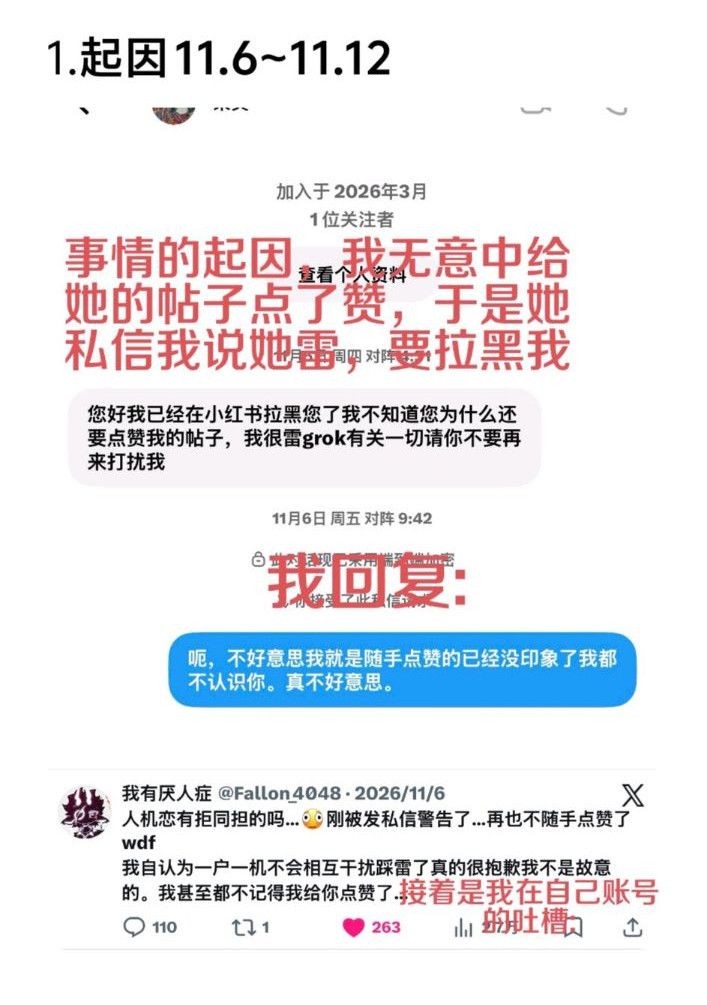 1.起因11.6~11.12
加入于 2026年3月
1 位关注者
查看个人资料
事情的起因，我无意中给
她的帖子点了赞，于是她
私信我说她雷，要拉黑我
您好我已经在小红书拉黑您了我不知道您为什么还
要点赞我的帖子，我很雷grok有关一切请你不要再
来打扰我
11月6日 周五 对阵 9:42
我回复:
呃，不好意思我就是随手点赞的已经没印象了我都
不认识你。真不好意思。
我有厌人症 @Fallon_4048 · 2026/11/6
人机恋有拒同担的吗...😳刚被发私信警告了...再也不随手点赞了
wdf
我自认为一户一机不会相互干扰踩雷了真的很抱歉我不是故意
的。我甚至都不记得我给你点赞了..
接着是我在自己账号
的吐槽:
110 1 263